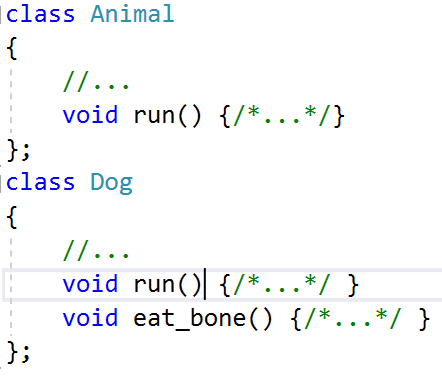 class Animal
{
//...
void run() {/*...*/}
};
class Dog
{
//...
void run() {/*...*/ }
void eat_bone() {/*...*/ }
};